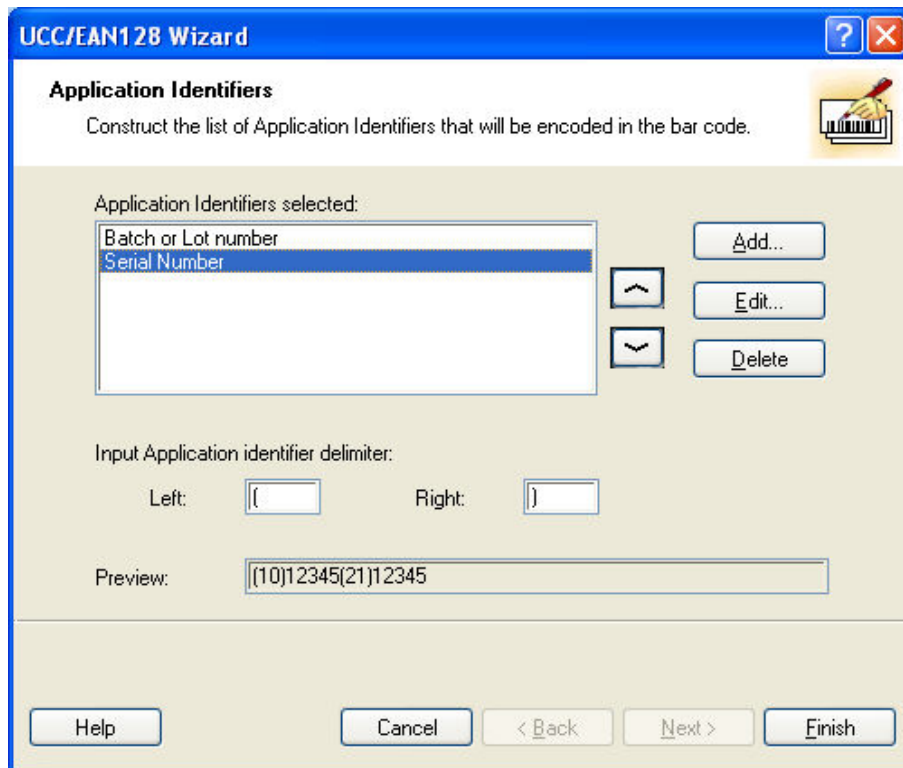 UCC/EAN128 Wizard
Application Identifiers
Construct the list of Application Identifiers that will be encoded in the bar code.
Application Identifiers selected:
Batch or Lot number
Serial Number
Add...
Edit...
Delete
Input Application identifier delimiter:
Left: ( Right: )
Preview: (10)12345(21)12345
Help Cancel < Back Next > Finish